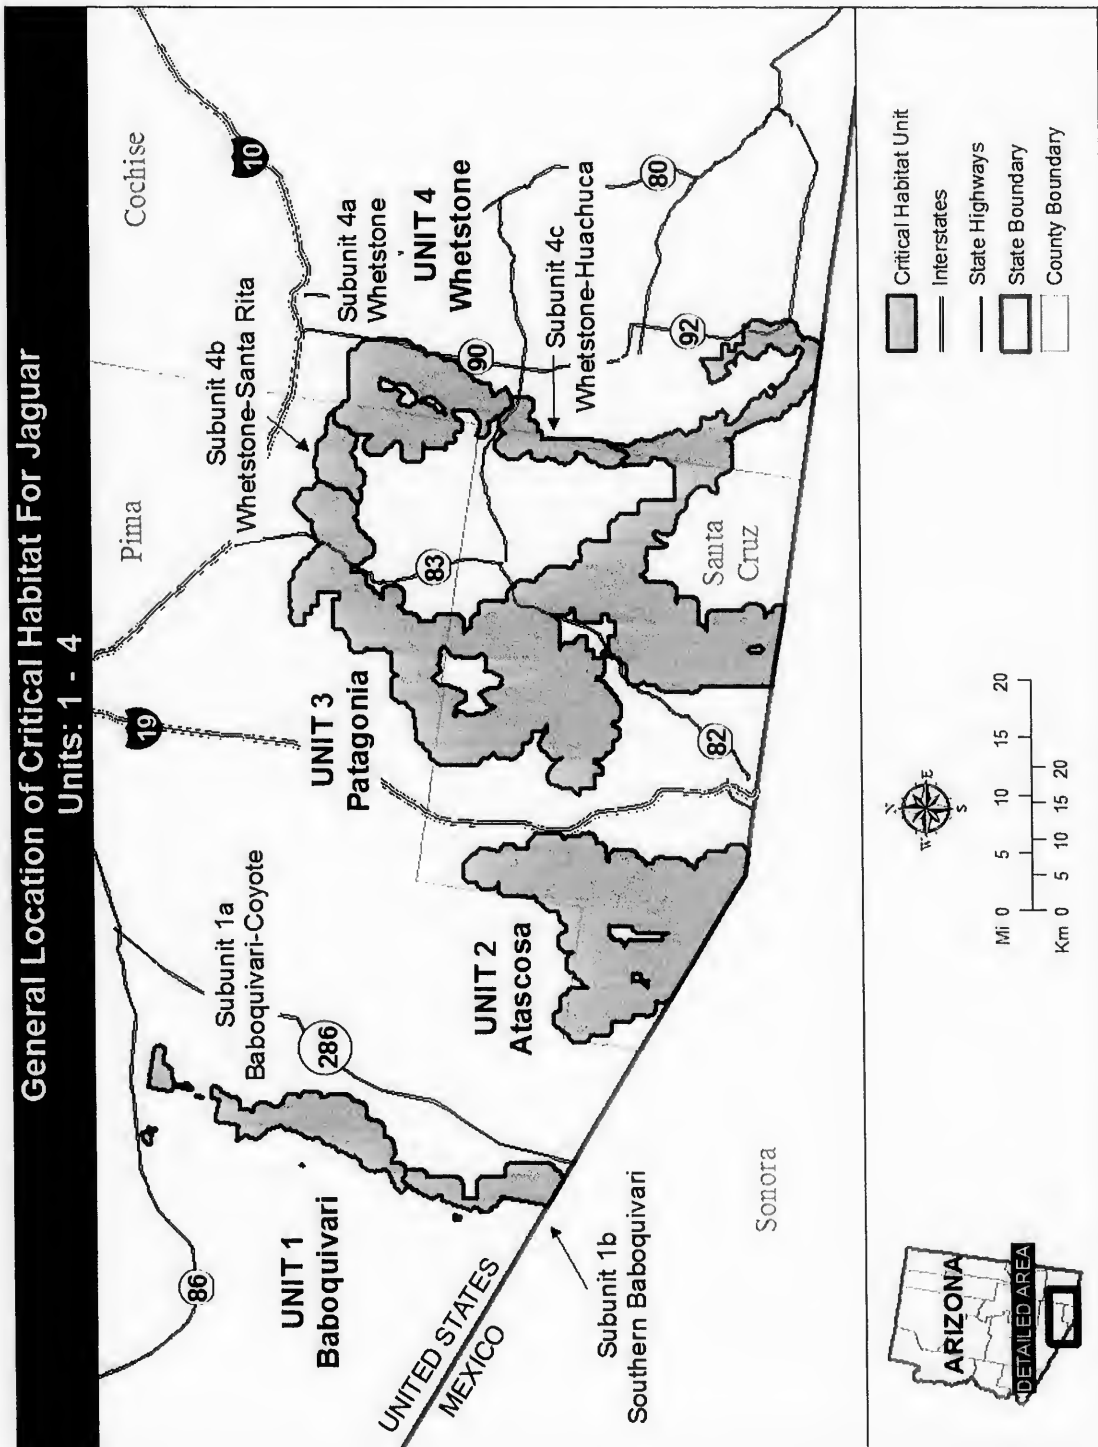 General Location of Critical Habitat For Jaguar
Units: 1 - 4
Cochise
Pima
10
19
86
Subunit 4b
Whetstone-Santa Rita
Subunit 4a
Whetstone
UNIT 4
Whetstone
90
80
Subunit 4c
Whetstone-Huachuca
92
83
UNIT 3
Patagonia
Santa
Cruz
82
Subunit 1a
Baboquivari-Coyote
286
UNIT 2
Atascosa
UNIT 1
Baboquivari
UNITED STATES
MEXICO
Subunit 1b
Southern Baboquivari
Sonora
ARIZONA
DETAILED AREA
N
W
E
S
Mi 0 5 10 15 20
Km 0 5 10 15 20
Critical Habitat Unit
Interstates
State Highways
State Boundary
County Boundary